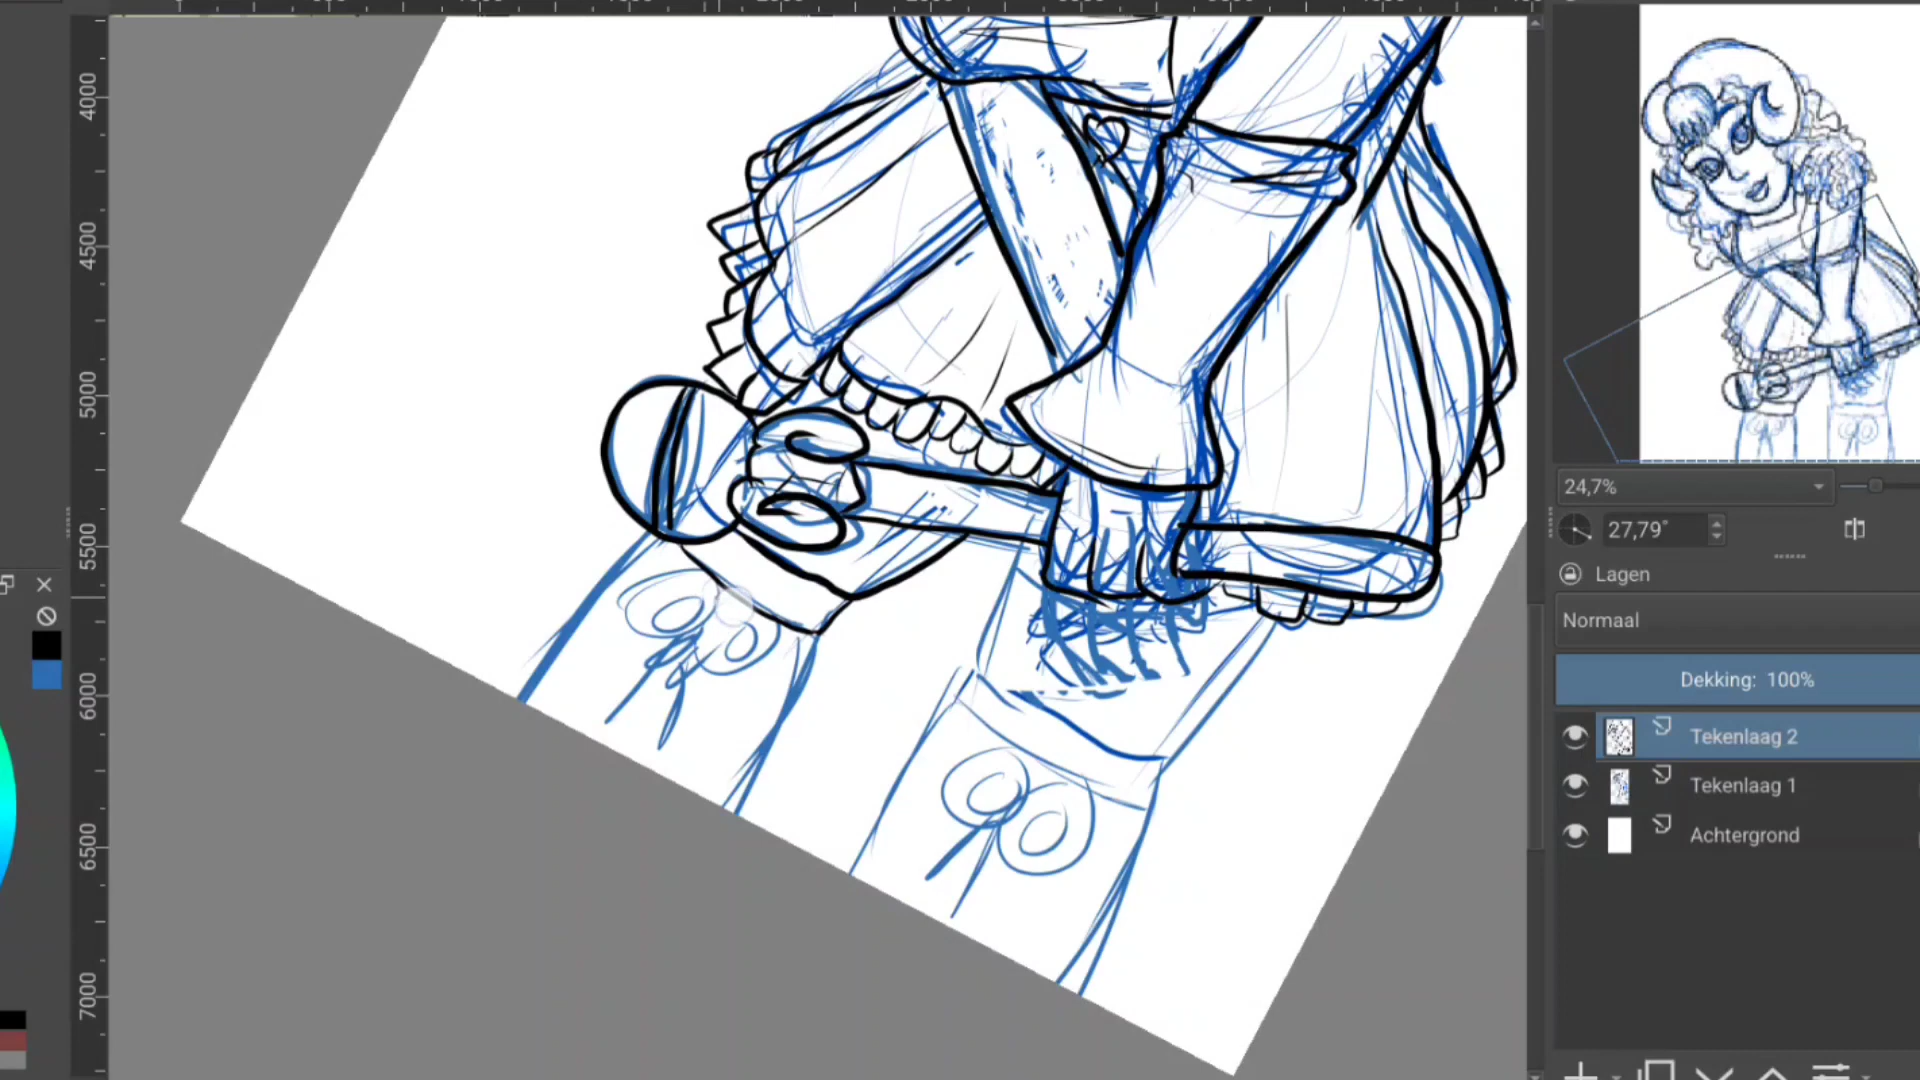 4000
4500
5000
5500
6000
6500
7000
24,7%
27,79°
Lagen
Normaal
Dekking: 100%
Tekenlaag 2
Tekenlaag 1
Achtergrond